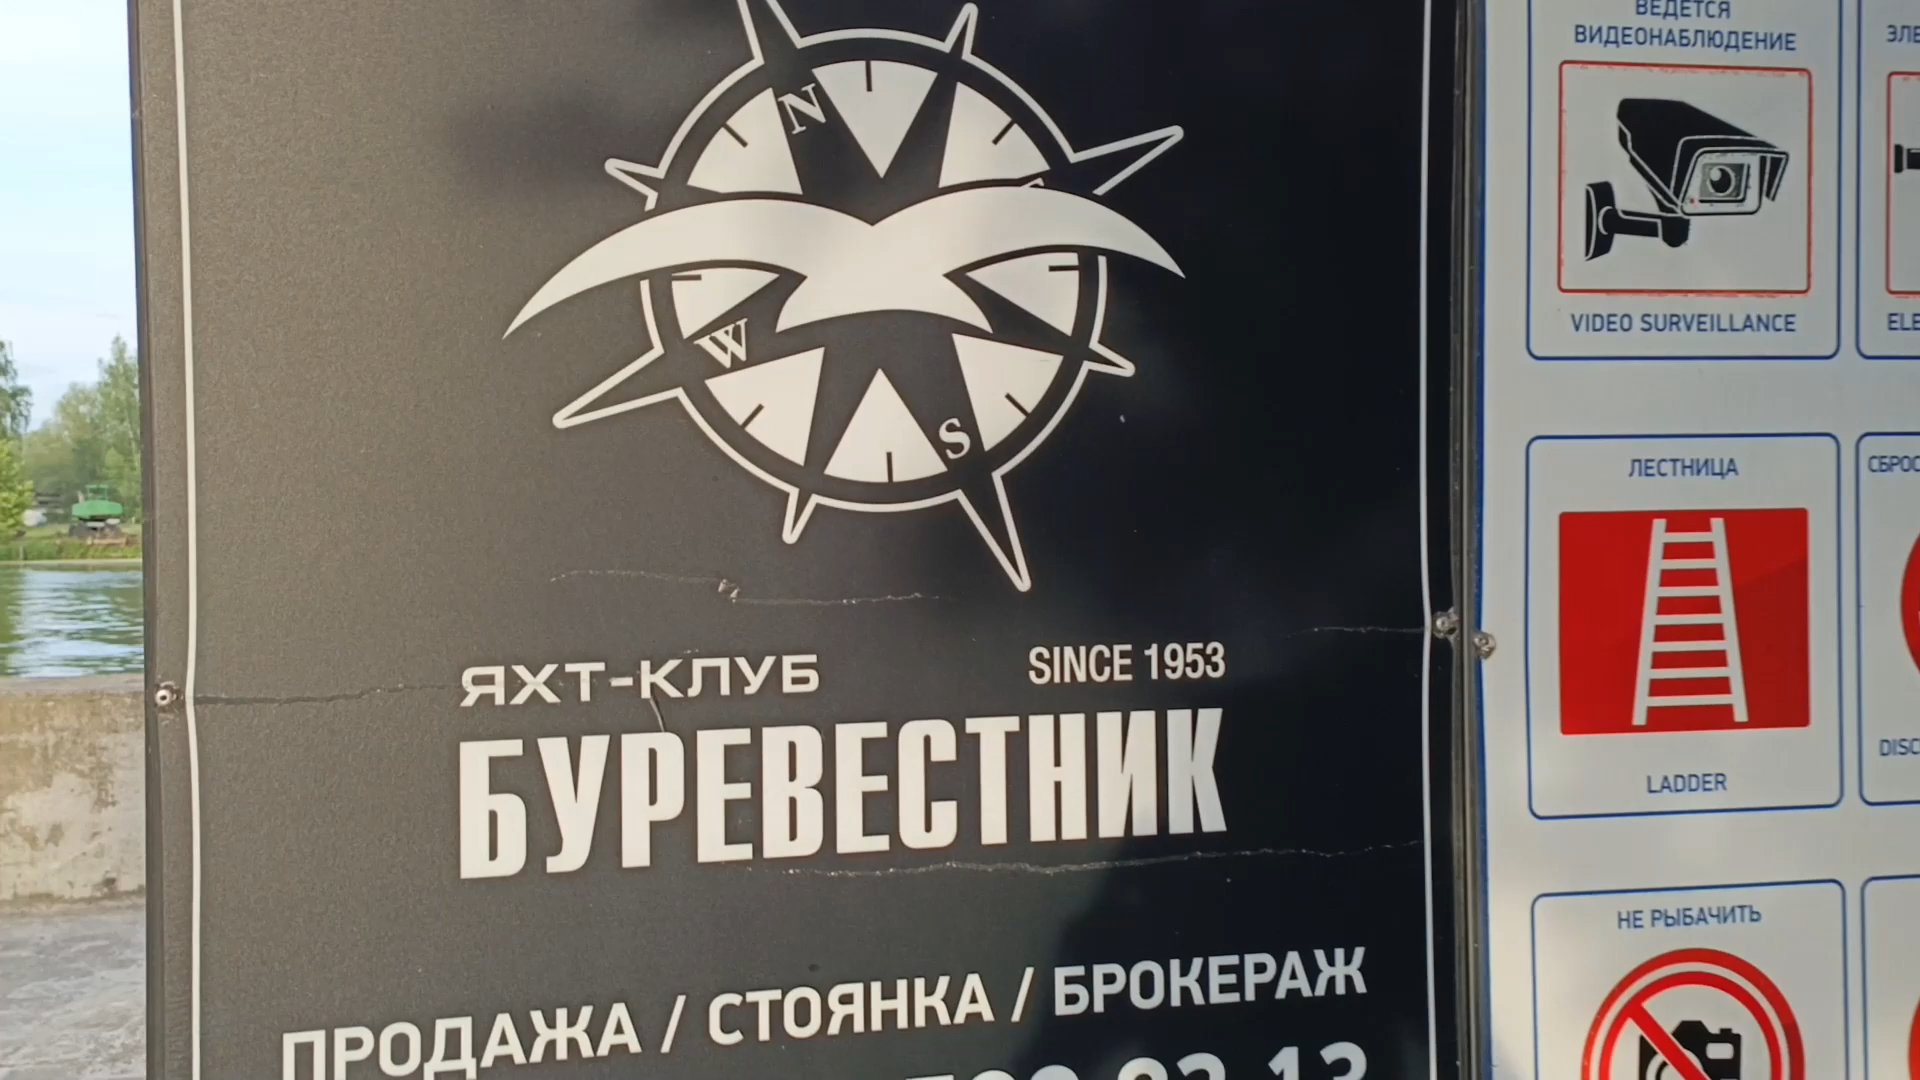 N
W
S
ЯХТ-КЛУБ
SINCE 1953
БУРЕВЕСТНИК
ПРОДАЖА / СТОЯНКА / БРОКЕРАЖ
ВЕДЕТСЯ
ВИДЕОНАБЛЮДЕНИЕ
VIDEO SURVEILLANCE
ЛЕСТНИЦА
LADDER
НЕ РЫБАЧИТЬ